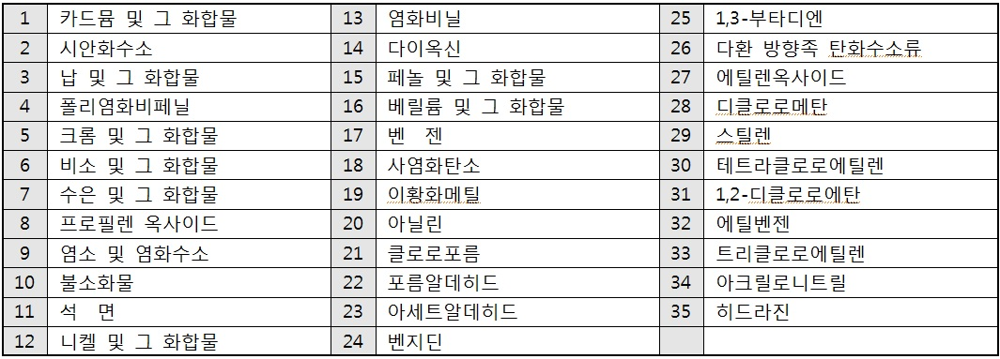 1 카드뮴 및 그 화합물 13 염화비닐 25 1,3-부타디엔
2 시안화수소 14 다이옥신 26 다환 방향족 탄화수소류
3 납 및 그 화합물 15 페놀 및 그 화합물 27 에틸렌옥사이드
4 폴리염화비페닐 16 베릴륨 및 그 화합물 28 디클로로메탄
5 크롬 및 그 화합물 17 벤 젠 29 스틸렌
6 비소 및 그 화합물 18 사염화탄소 30 테트라클로로에틸렌
7 수은 및 그 화합물 19 이황화메틸 31 1,2-디클로로에탄
8 프로필렌 옥사이드 20 아닐린 32 에틸벤젠
9 염소 및 염화수소 21 클로로포름 33 트리클로로에틸렌
10 불소화물 22 포름알데히드 34 아크릴로니트릴
11 석 면 23 아세트알데히드 35 히드라진
12 니켈 및 그 화합물 24 벤지딘